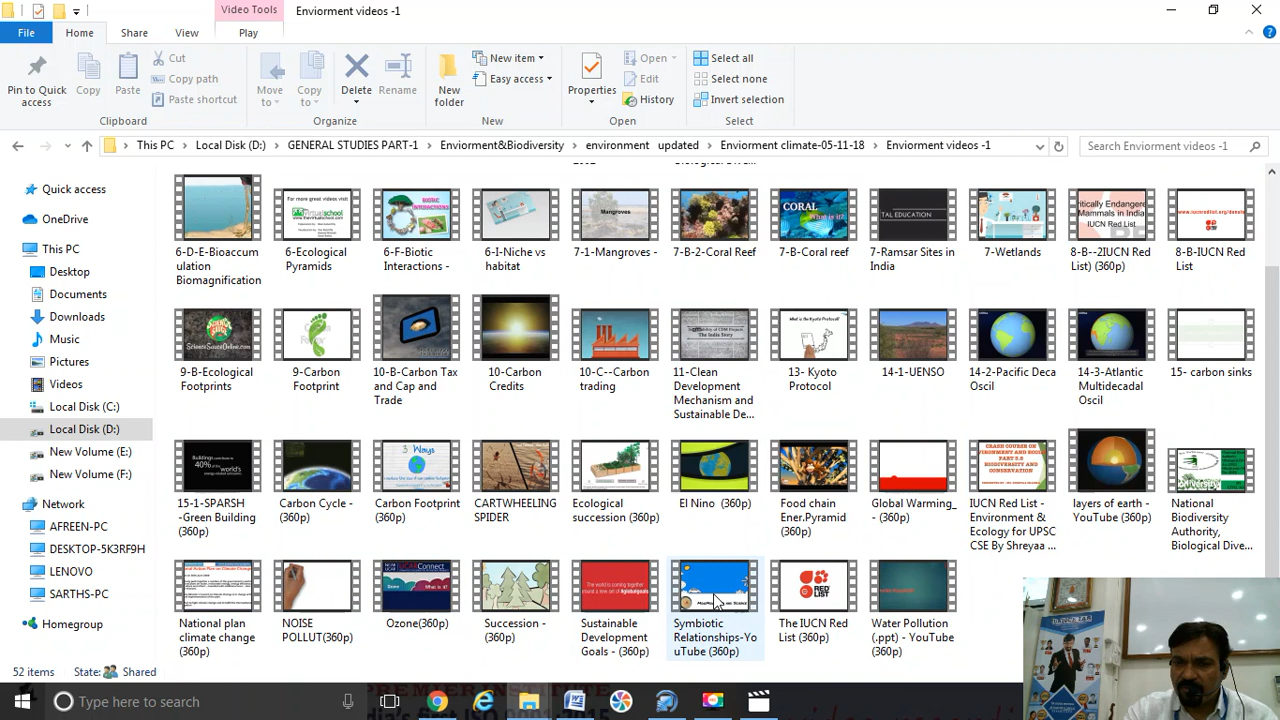 Video Tools
Enviorment videos -1
File
Home
Share
View
Play
Pin to Quick access
Copy
Paste
Cut
Copy path
Paste shortcut
Clipboard
Move to
Copy to
Delete
Rename
Organize
New folder
New item
Easy access
New
Properties
Open
Edit
History
Open
Select all
Select none
Invert selection
Select
This PC
Local Disk (D:)
GENERAL STUDIES PART-1
Enviorment&Biodiversity
environment updated
Enviorment climate-05-11-18
Enviorment videos -1
Search Enviorment videos -1
Quick access
OneDrive
This PC
Desktop
Documents
Downloads
Music
Pictures
Videos
Local Disk (C:)
Local Disk (D:)
New Volume (E:)
New Volume (F:)
Network
AFREEN-PC
DESKTOP-5K3RF9H
LENOVO
SARTHS-PC
Homegroup
6-D-E-Bioaccumulation Biomagnification
6-Ecological Pyramids
6-F-Biotic Interactions -
6-I-Niche vs habitat
7-1-Mangroves -
7-B-2-Coral Reef
7-B-Coral reef
7-Ramsar Sites in India
7-Wetlands
8-B--2IUCN Red List) (360p)
8-B-IUCN Red List
9-B-Ecological Footprints
9-Carbon Footprint
10-B-Carbon Tax and Cap and Trade
10-Carbon Credits
10-C--Carbon trading
11-Clean Development Mechanism and Sustainable De...
13- Kyoto Protocol
14-1-UENSO
14-2-Pacific Deca Oscil
14-3-Atlantic Multidecadal Oscil
15- carbon sinks
15-1-SPARSH -Green Building (360p)
Carbon Cycle - (360p)
Carbon Footprint (360p)
CARTWHEELING SPIDER
Ecological succession (360p)
El Nino (360p)
Food chain Ener.Pyramid (360p)
Global Warming_ - (360p)
IUCN Red List - Environment & Ecology for UPSC CSE By Shreyaa ...
layers of earth - YouTube (360p)
National Biodiversity Authority, Biological Dive...
National plan climate change (360p)
NOISE POLLUT(360p)
Ozone(360p)
Succession - (360p)
Sustainable Development Goals - (360p)
Symbiotic Relationships-YouTube (360p)
The IUCN Red List (360p)
Water Pollution (.ppt) - YouTube (360p)
52 items
State:
Shared
Type here to search